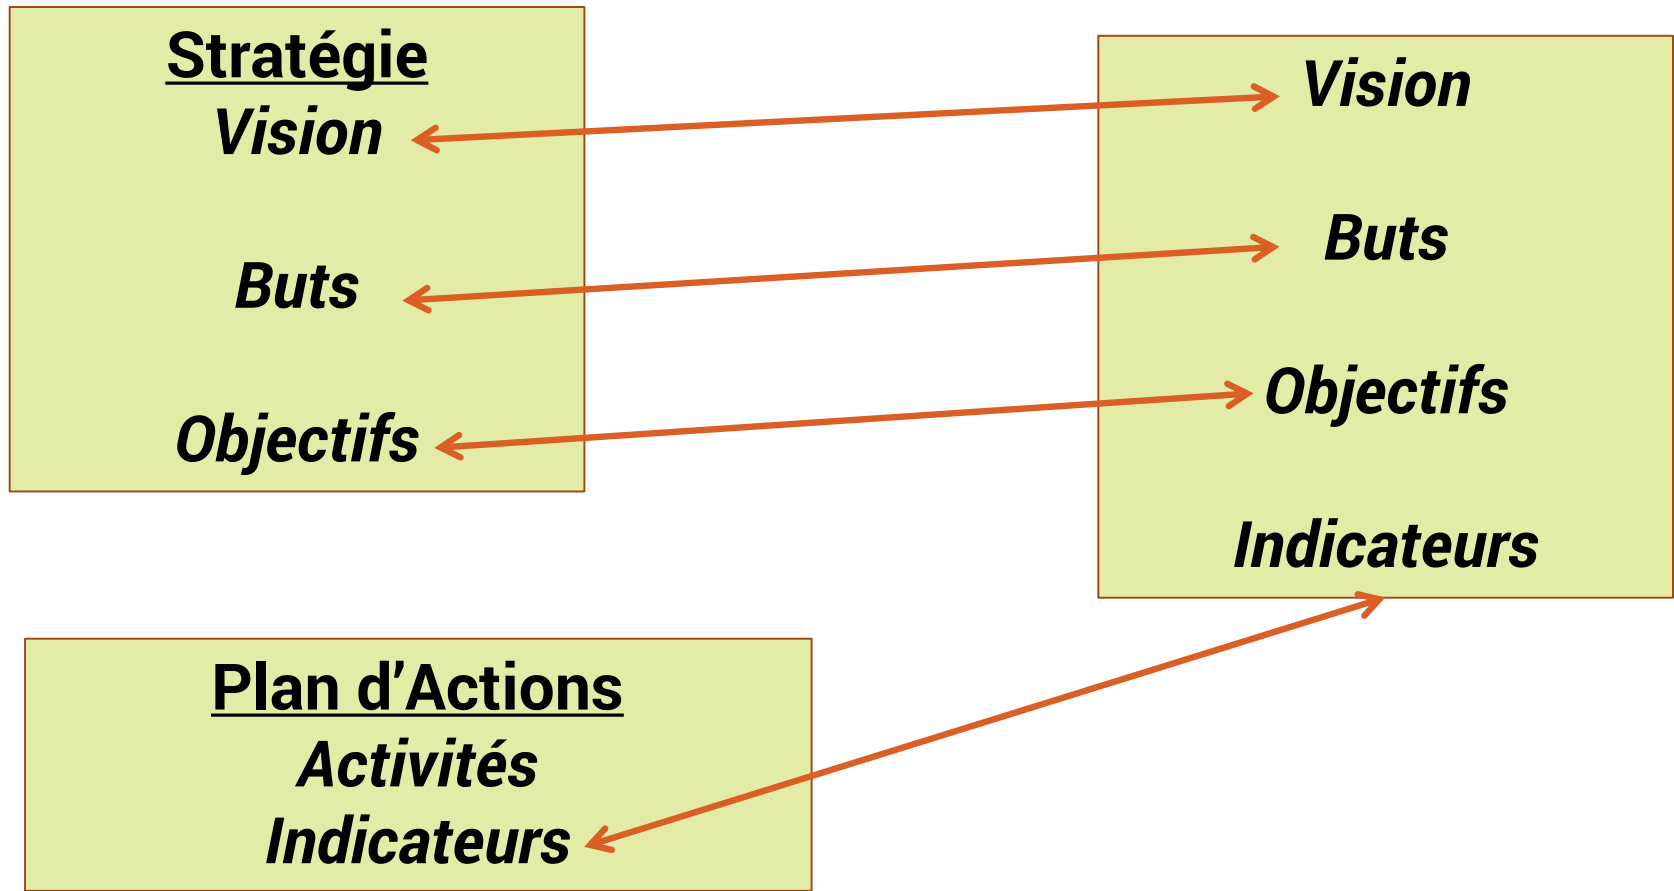 Stratégie
Vision
Buts
Objectifs
Vision
Buts
Objectifs
Indicateurs
Plan d’Actions
Activités
Indicateurs